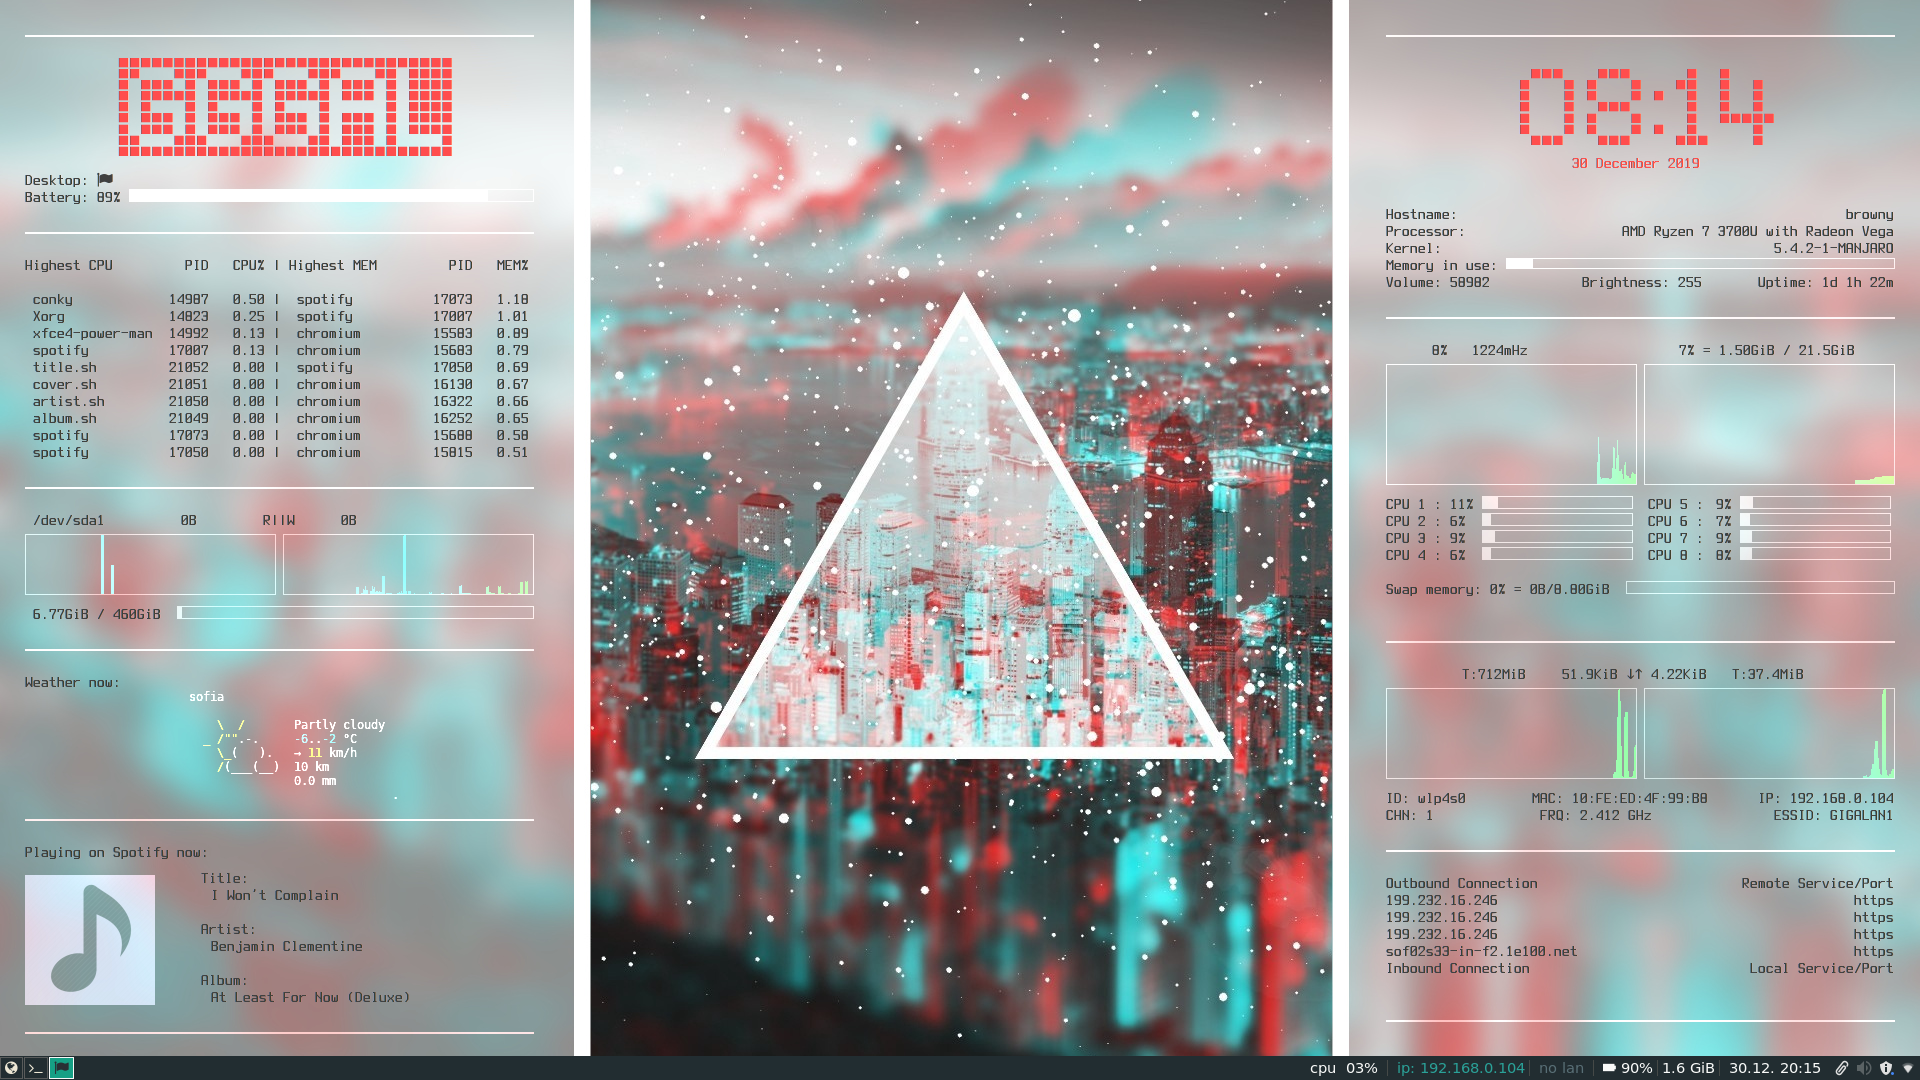 Desktop:
Battery: 89%
Highest CPU PID CPU% | Highest MEM PID MEM%
conky 14987 0.50 | spotify 17073 1.18
Xorg 14823 0.25 | spotify 17007 1.01
xfce4-power-man 14992 0.13 | chromium 15583 0.89
spotify 17007 0.13 | chromium 15683 0.79
title.sh 21052 0.00 | spotify 17050 0.69
cover.sh 21051 0.00 | chromium 16130 0.67
artist.sh 21050 0.00 | chromium 16322 0.66
album.sh 21049 0.00 | chromium 16252 0.65
spotify 17073 0.00 | chromium 15688 0.58
spotify 17050 0.00 | chromium 15815 0.51
/dev/sda1 0B R||W 0B
6.77GiB / 460GiB
Weather now:
sofia
Partly cloudy
-6..-2 °C
→ 11 km/h
10 km
0.0 mm
Playing on Spotify now:
Title:
I Won't Complain
Artist:
Benjamin Clementine
Album:
At Least For Now (Deluxe)
08:14
30 December 2019
Hostname: browny
Processor: AMD Ryzen 7 3700U with Radeon Vega
Kernel: 5.4.2-1-MANJARO
Memory in use:
Volume: 58982 Brightness: 255 Uptime: 1d 1h 22m
8% 1224mHz 7% = 1.50GiB / 21.5GiB
CPU 1 : 11% CPU 5 : 9%
CPU 2 : 6% CPU 6 : 7%
CPU 3 : 9% CPU 7 : 9%
CPU 4 : 6% CPU 8 : 8%
Swap memory: 0% = 0B/8.80GiB
T:712MiB 51.9KiB ↓↑ 4.22KiB T:37.4MiB
ID: wlp4s0 MAC: 10:FE:ED:4F:99:B8 IP: 192.168.0.104
CHN: 1 FRQ: 2.412 GHz ESSID: GIGALAN1
Outbound Connection Remote Service/Port
199.232.16.246 https
199.232.16.246 https
199.232.16.246 https
sof02s33-in-f2.1e100.net https
Inbound Connection Local Service/Port
cpu 03% ip: 192.168.0.104 no lan 90% 1.6 GiB 30.12. 20:15